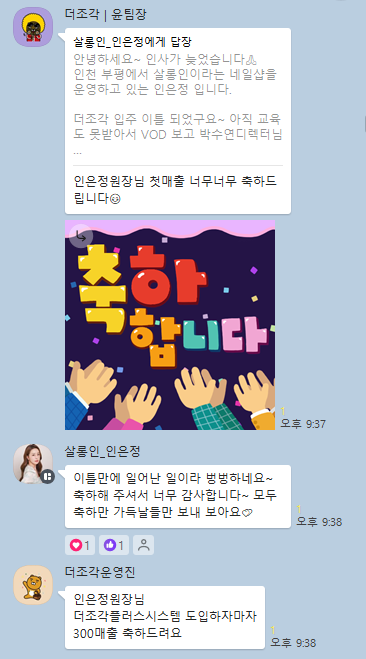 더조각 | 윤팀장
살롱인_인은정에게 답장
안녕하세요~ 인사가 늦었습니다🙏
인천 부평에서 살롱인이라는 네일샵을
운영하고 있는 인은정 입니다.
더조각 입주 이틀 되었구요~ 아직 교육
도 못받아서 VOD 보고 박수연디렉터님
...
인은정원장님 첫매출 너무너무 축하드
립니다😃
축하
합니다
오후 9:37
살롱인_인은정
이틀만에 일어난 일이라 벙벙하네요~
축하해 주셔서 너무 감사합니다~ 모두
축하만 가득날들만 보내 보아요💚
1
1
오후 9:38
더조각운영진
인은정원장님
더조각플러스시스템 도입하자마자
300매출 축하드려요
오후 9:38